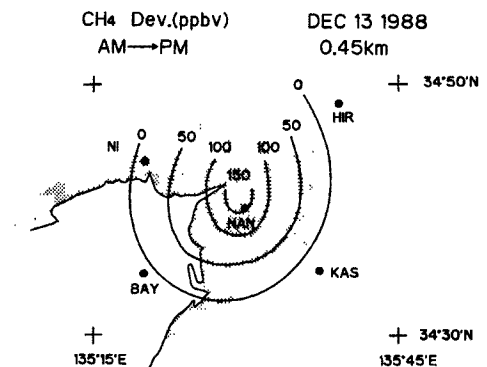 CH4 Dev.(ppbv) DEC 13 1988
AM→PM 0.45km
34°50'N
0
HIR
NI 0 50 100 100 50
150
NAN
KAS
BAY
34°30'N
135°15'E 135°45'E